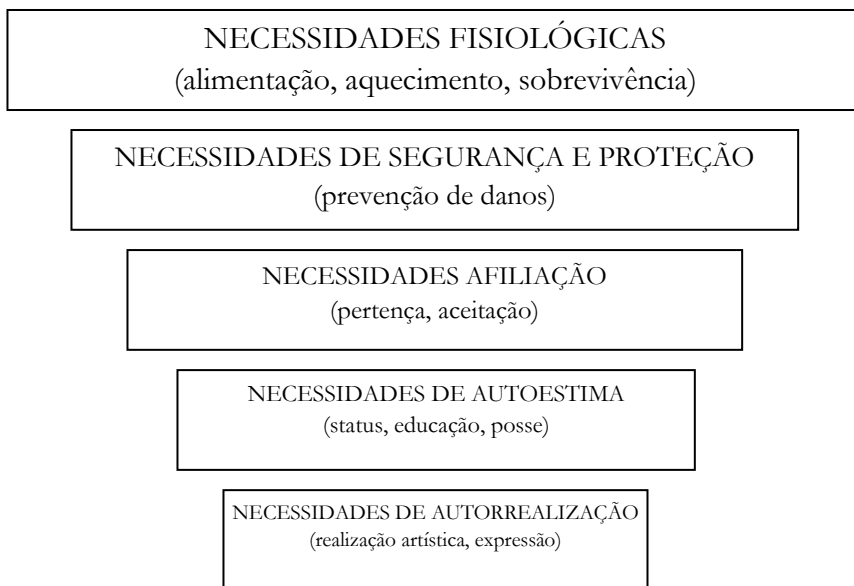 NECESSIDADES FISIOLÓGICAS
(alimentação, aquecimento, sobrevivência)
NECESSIDADES DE SEGURANÇA E PROTEÇÃO
(prevenção de danos)
NECESSIDADES AFILIAÇÃO
(pertença, aceitação)
NECESSIDADES DE AUTOESTIMA
(status, educação, posse)
NECESSIDADES DE AUTORREALIZAÇÃO
(realização artística, expressão)